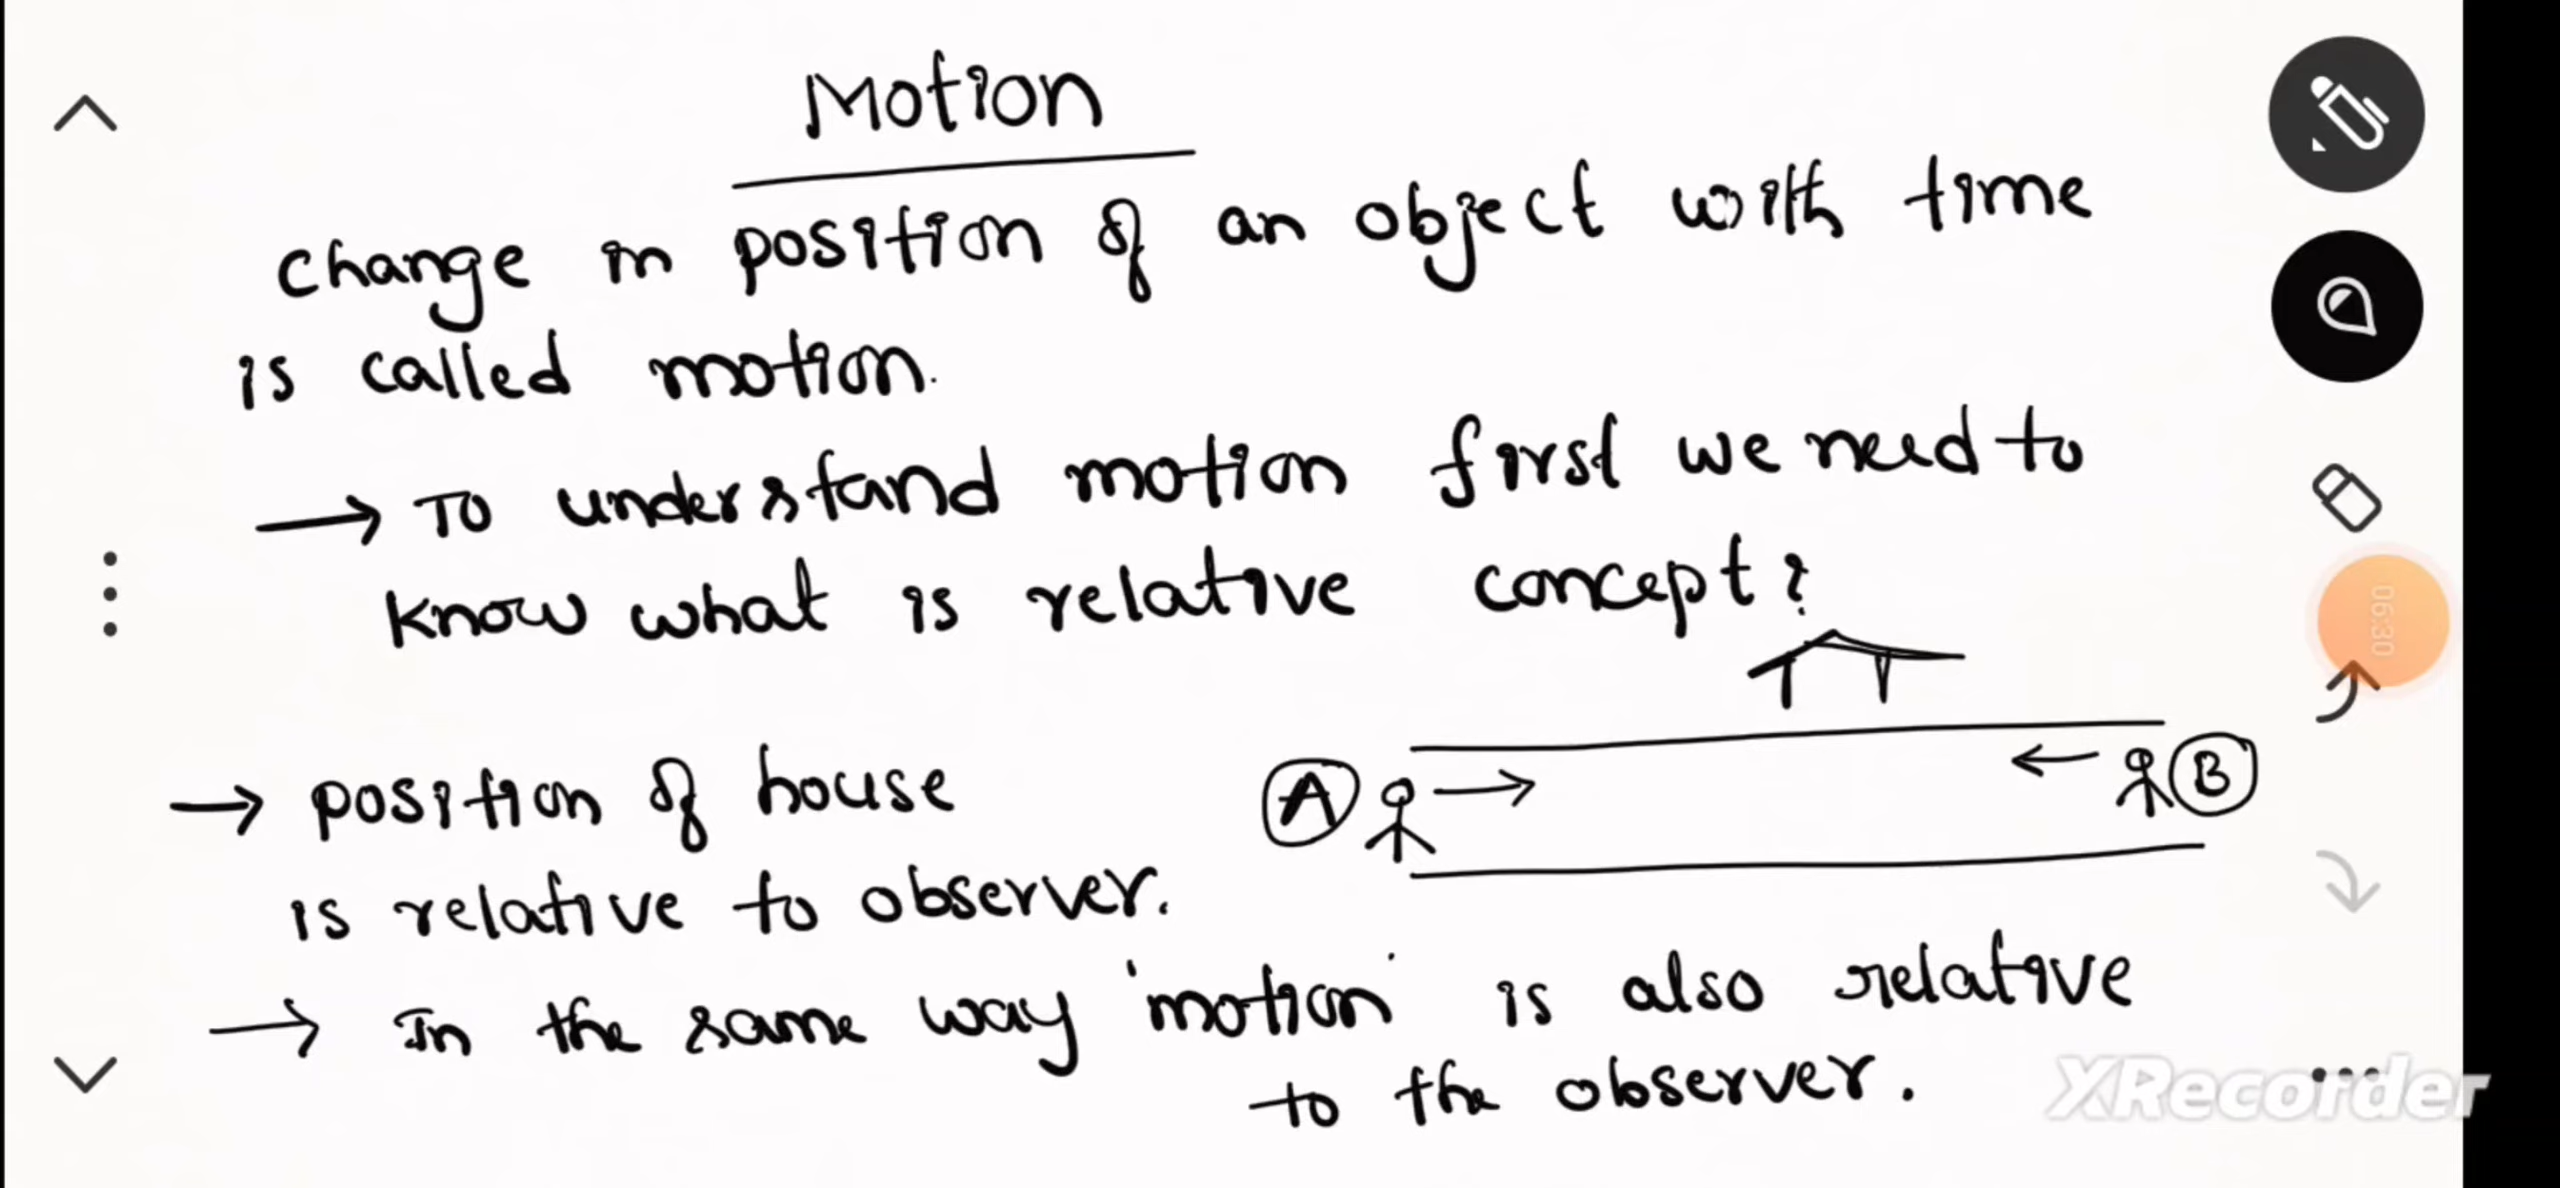 Motion
change in position of an object with time
is called motion.
→ To understand motion first we need to
know what is relative concept?
→ position of house
A
B
is relative to observer.
→ In the same way 'motion' is also relative
to the observer.
06:30
XRecorder